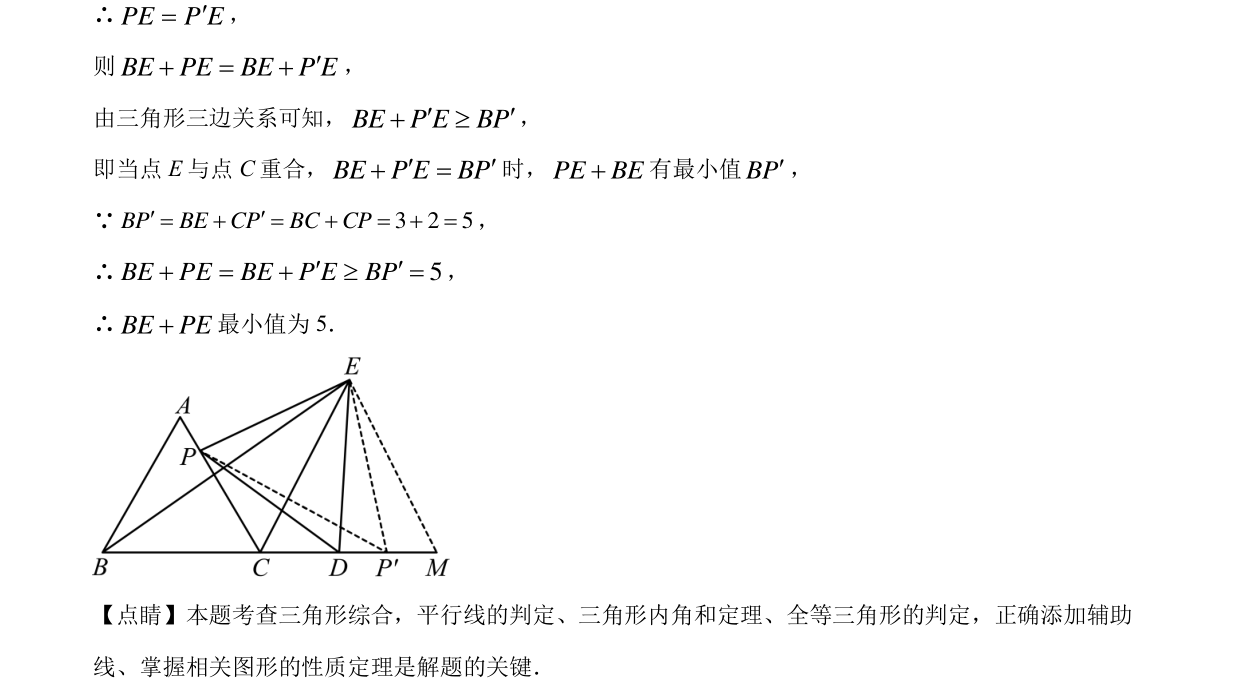 ∴ PE = P′E,
则 BE + PE = BE + P′E,
由三角形三边关系可知, BE + P′E ≥ BP′,
即当点 E 与点 C 重合, BE + P′E = BP′ 时, PE + BE 有最小值 BP′,
∵ BP′ = BE + CP′ = BC + CP = 3 + 2 = 5,
∴ BE + PE = BE + P′E ≥ BP′ = 5,
∴ BE + PE 最小值为 5.
E
A
P
B C D P′ M
【点睛】本题考查三角形综合,平行线的判定、三角形内角和定理、全等三角形的判定,正确添加辅助
线、掌握相关图形的性质定理是解题的关键.